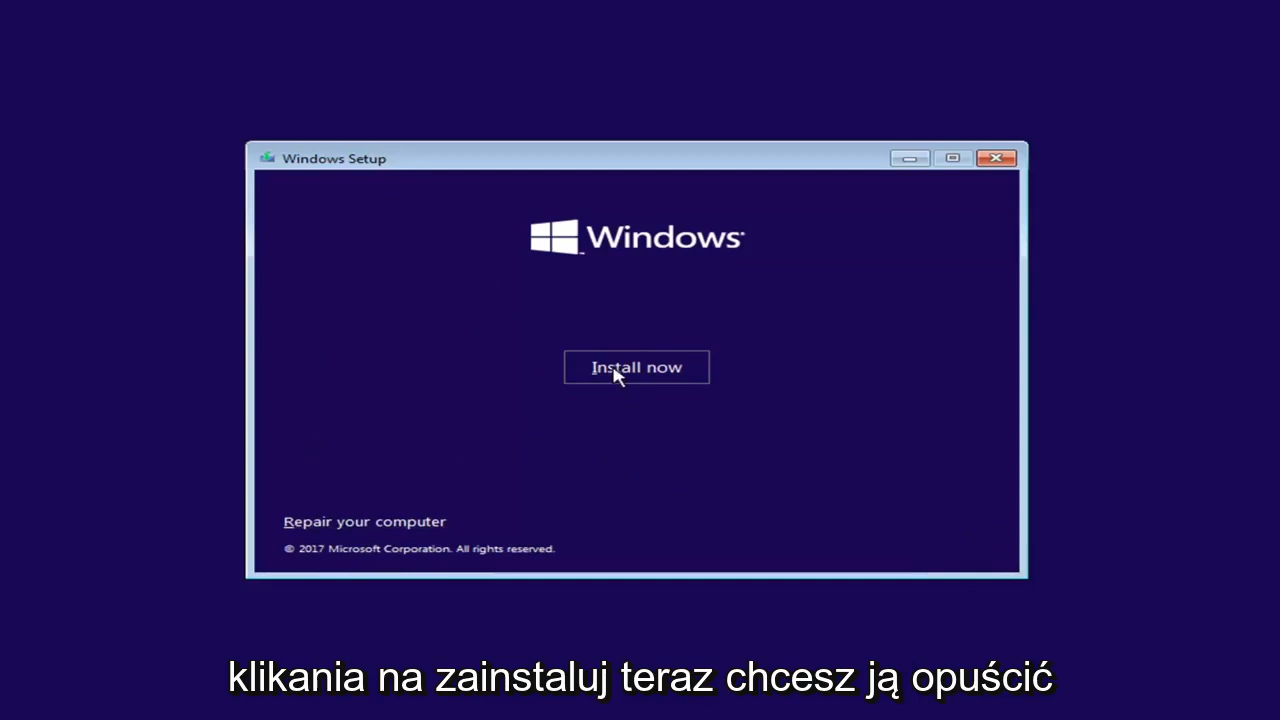 Windows Setup
Windows
Install now
Repair your computer
© 2017 Microsoft Corporation. All rights reserved.
klikania na zainstaluj teraz chcesz ją opuścić